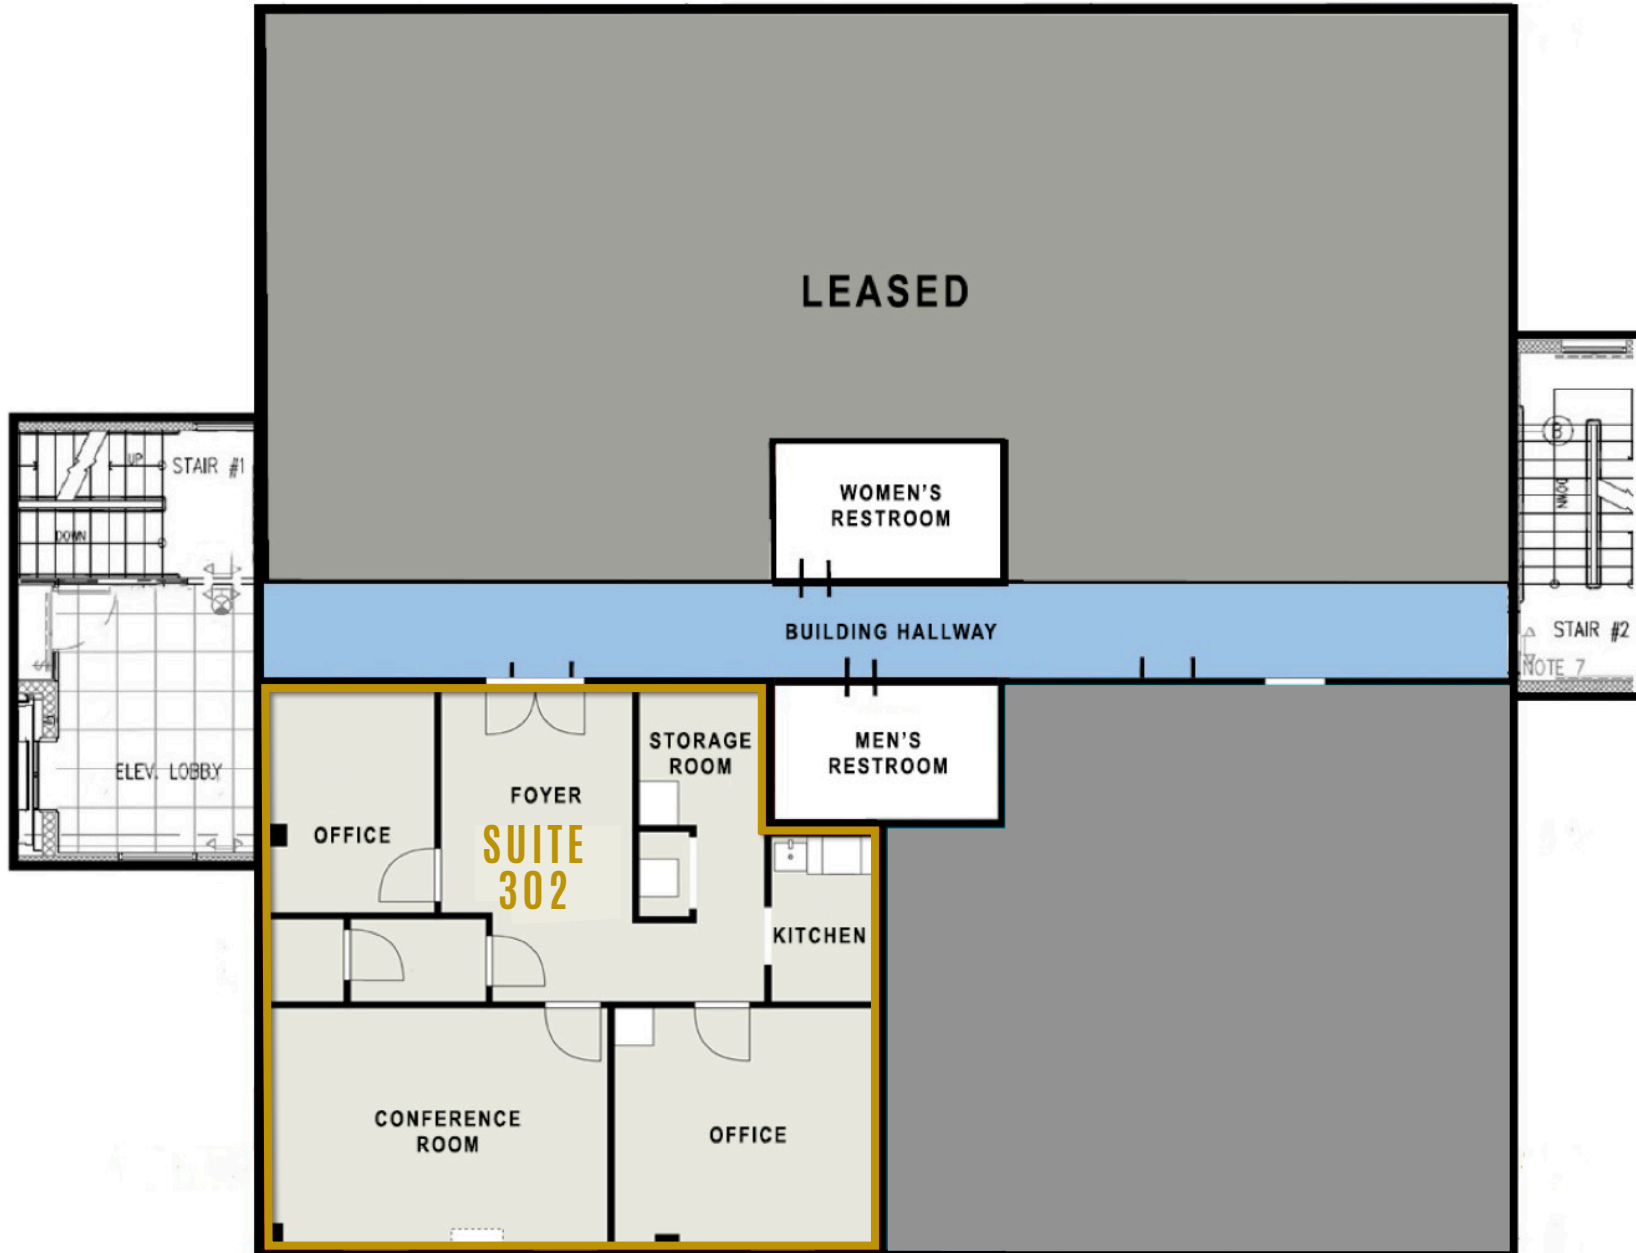 LEASED
WOMEN'S
RESTROOM
UP
STAIR #1
DOWN
B
DOWN
BUILDING HALLWAY
STAIR #2
NOTE 7
STORAGE
ROOM
MEN'S
RESTROOM
ELEV. LOBBY
FOYER
OFFICE
SUITE
302
KITCHEN
CONFERENCE
ROOM
OFFICE